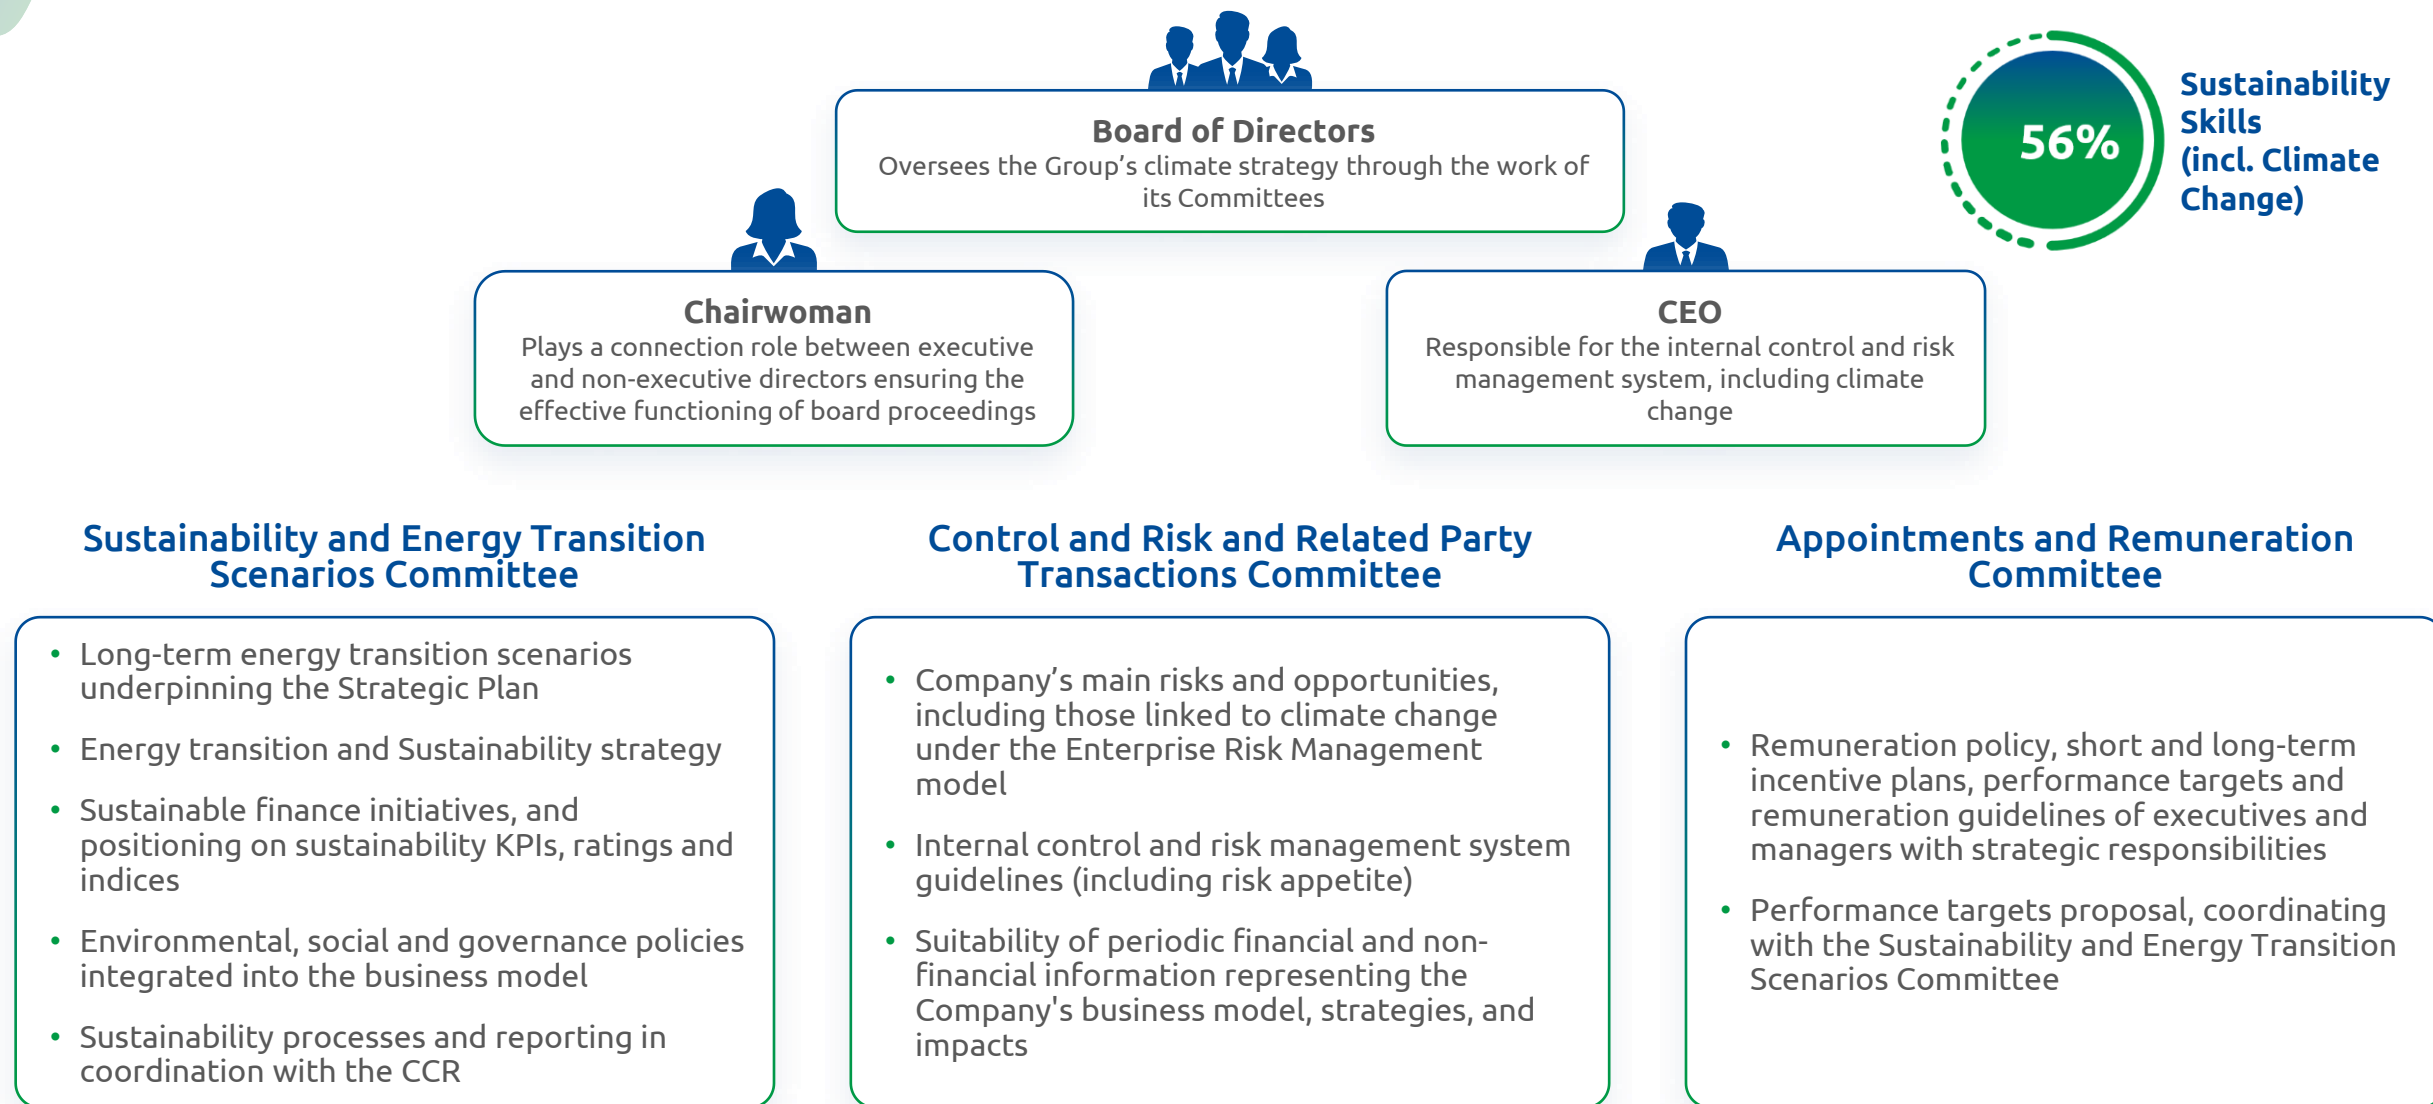 Board of Directors
Oversees the Group’s climate strategy through the work of
its Committees
56%
Sustainability
Skills
(incl. Climate
Change)
Chairwoman
Plays a connection role between executive
and non-executive directors ensuring the
effective functioning of board proceedings
CEO
Responsible for the internal control and risk
management system, including climate
change
Sustainability and Energy Transition
Scenarios Committee
• Long-term energy transition scenarios
underpinning the Strategic Plan
• Energy transition and Sustainability strategy
• Sustainable finance initiatives, and
positioning on sustainability KPIs, ratings and
indices
• Environmental, social and governance policies
integrated into the business model
• Sustainability processes and reporting in
coordination with the CCR
Control and Risk and Related Party
Transactions Committee
• Company’s main risks and opportunities,
including those linked to climate change
under the Enterprise Risk Management
model
• Internal control and risk management system
guidelines (including risk appetite)
• Suitability of periodic financial and non-
financial information representing the
Company's business model, strategies, and
impacts
Appointments and Remuneration
Committee
• Remuneration policy, short and long-term
incentive plans, performance targets and
remuneration guidelines of executives and
managers with strategic responsibilities
• Performance targets proposal, coordinating
with the Sustainability and Energy Transition
Scenarios Committee